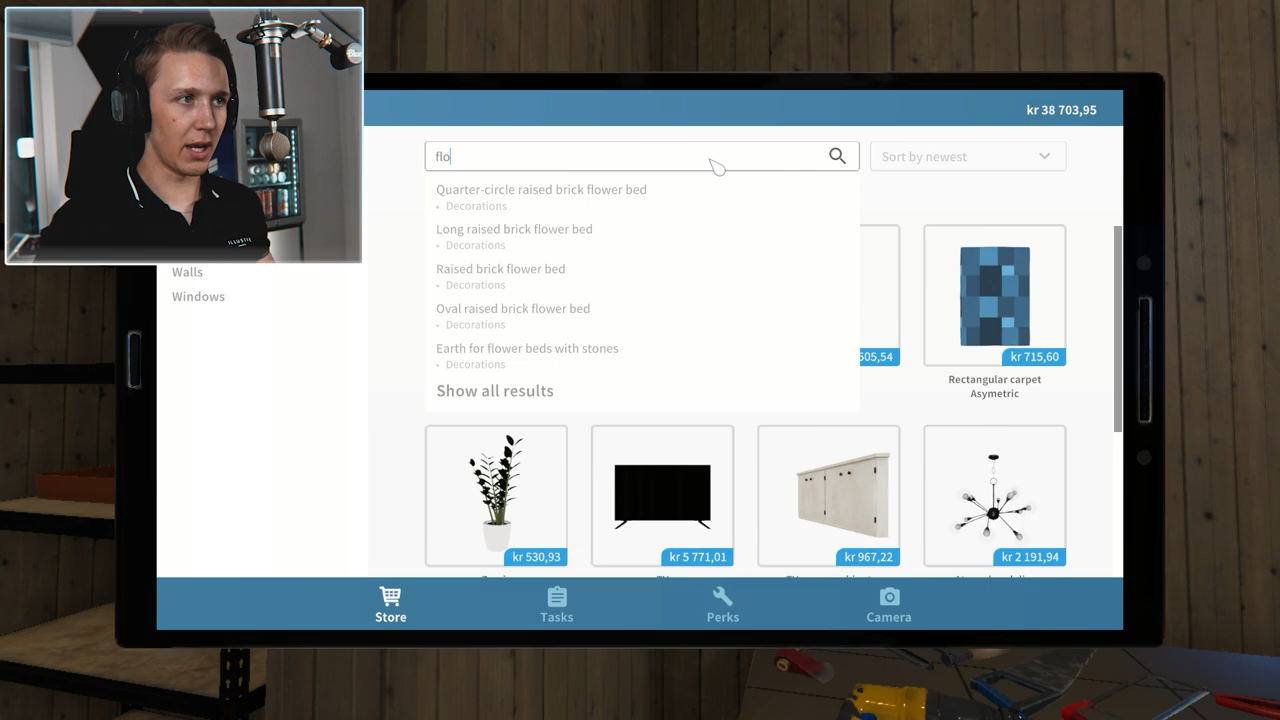 kr 38 703,95
flo
Sort by newest
Quarter-circle raised brick flower bed
• Decorations
Long raised brick flower bed
• Decorations
Raised brick flower bed
• Decorations
Oval raised brick flower bed
• Decorations
Earth for flower beds with stones
• Decorations
Show all results
Walls
Windows
505,54
kr 715,60
Rectangular carpet
Asymetric
kr 530,93
kr 5 771,01
kr 967,22
kr 2 191,94
Store
Tasks
Perks
Camera